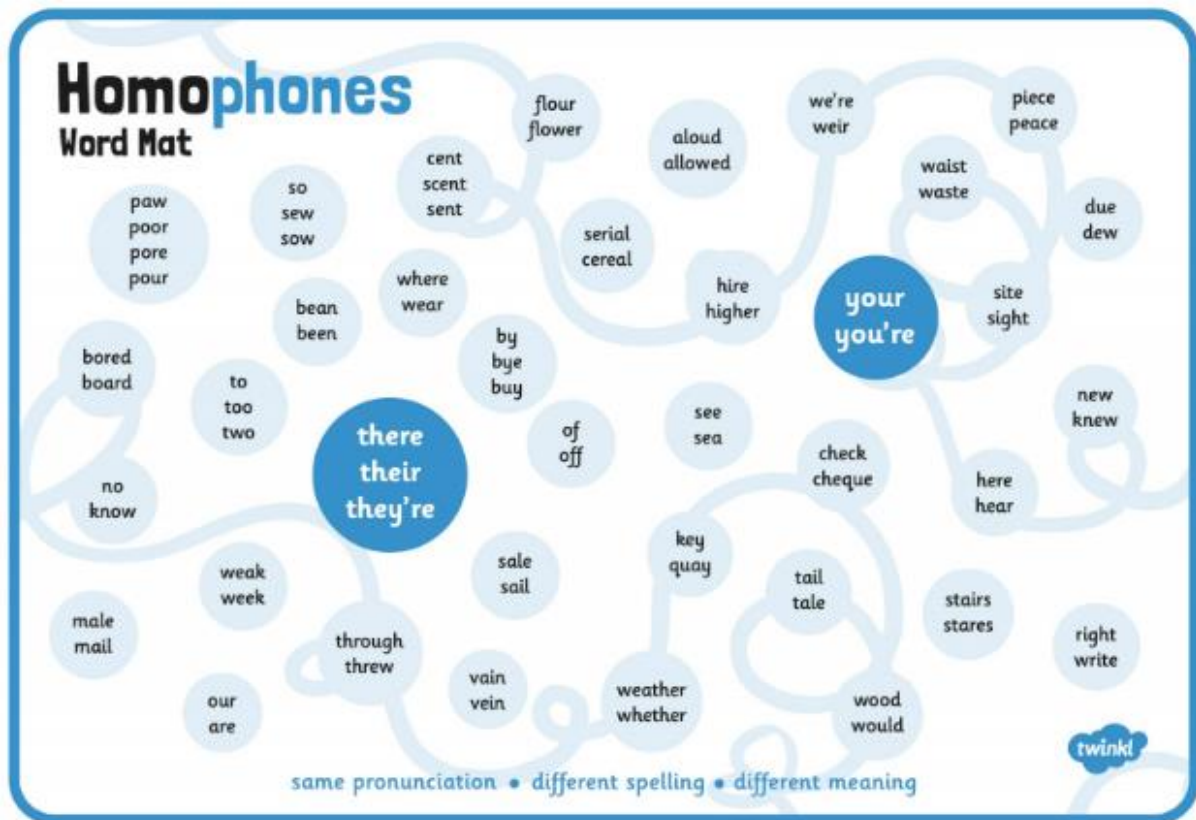 Homophones
Word Mat
flour
flower
aloud
allowed
we're
weir
piece
peace
cent
scent
sent
waist
waste
so
sew
sow
paw
poor
pore
pour
due
dew
serial
cereal
where
wear
hire
higher
your
you're
site
sight
bean
been
by
bye
buy
bored
board
to
too
two
see
sea
new
knew
of
off
there
their
they're
check
cheque
no
know
here
hear
key
quay
sale
sail
weak
week
tail
tale
stairs
stares
male
mail
through
threw
right
write
vain
vein
weather
whether
our
are
wood
would
twinkl
same pronunciation • different spelling • different meaning